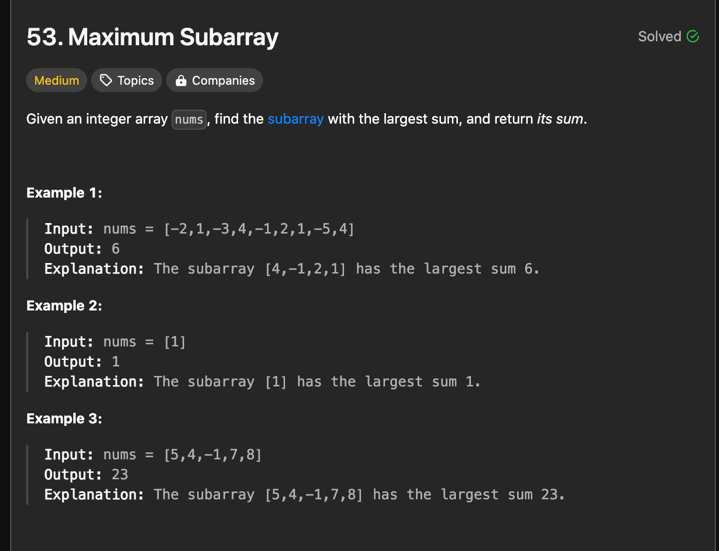 53. Maximum Subarray
Solved
Medium Topics Companies
Given an integer array nums, find the subarray with the largest sum, and return its sum.
Example 1:
Input: nums = [-2,1,-3,4,-1,2,1,-5,4]
Output: 6
Explanation: The subarray [4,-1,2,1] has the largest sum 6.
Example 2:
Input: nums = [1]
Output: 1
Explanation: The subarray [1] has the largest sum 1.
Example 3:
Input: nums = [5,4,-1,7,8]
Output: 23
Explanation: The subarray [5,4,-1,7,8] has the largest sum 23.